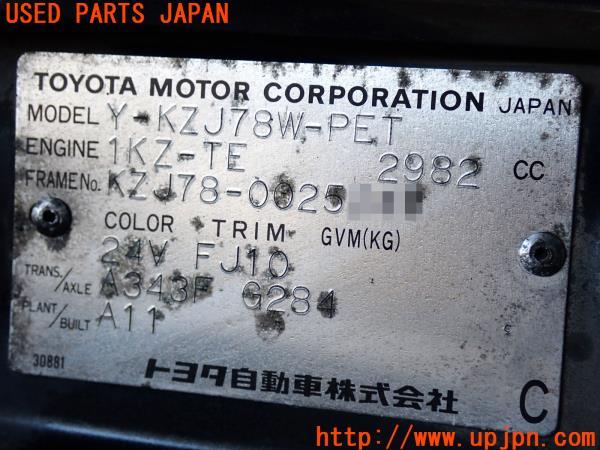 USED PARTS JAPAN
TOYOTA MOTOR CORPORATION JAPAN
MODEL Y-KZJ78W-PET
ENGINE 1KZ-TE 2982 CC
FRAME No. KZJ78-0025
COLOR TRIM GVM(KG)
24V FJ10
TRANS./AXLE A343F G284
PLANT/BUILT A11
30881
トヨタ自動車株式会社 C
UPJ
http://www.upjpn.com/